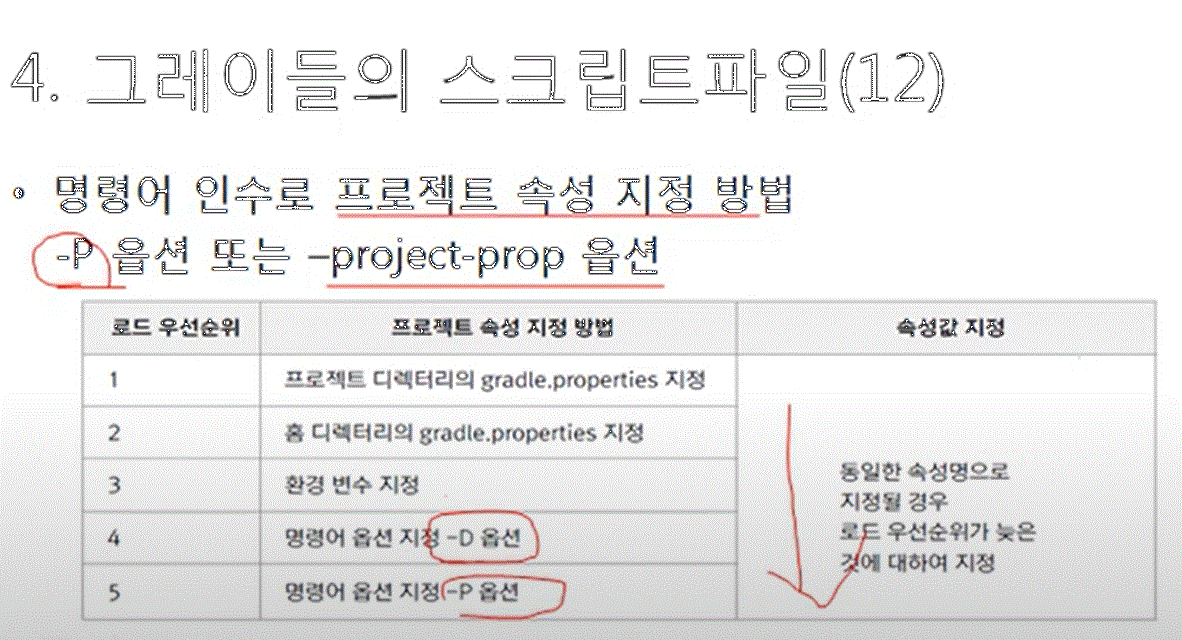 4. 그레이들의 스크립트파일(12)
• 명령어 인수로 프로젝트 속성 지정 방법
-P 옵션 또는 –project-prop 옵션
로드 우선순위 프로젝트 속성 지정 방법 속성값 지정
1 프로젝트 디렉터리의 gradle.properties 지정
2 홈 디렉터리의 gradle.properties 지정
3 환경 변수 지정
4 명령어 옵션 지정 -D 옵션
5 명령어 옵션 지정 -P 옵션
동일한 속성명으로
지정될 경우
로드 우선순위가 늦은
것에 대하여 지정